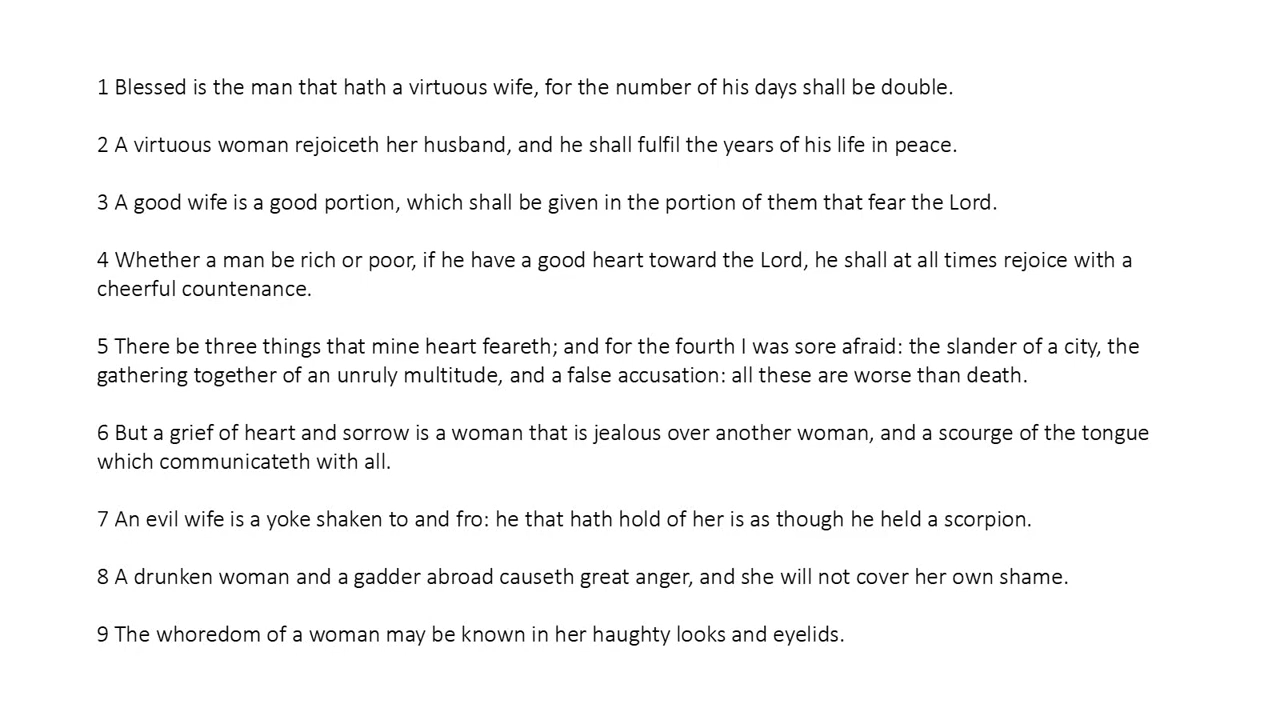 1 Blessed is the man that hath a virtuous wife, for the number of his days shall be double.
2 A virtuous woman rejoiceth her husband, and he shall fulfil the years of his life in peace.
3 A good wife is a good portion, which shall be given in the portion of them that fear the Lord.
4 Whether a man be rich or poor, if he have a good heart toward the Lord, he shall at all times rejoice with a
cheerful countenance.
5 There be three things that mine heart feareth; and for the fourth I was sore afraid: the slander of a city, the
gathering together of an unruly multitude, and a false accusation: all these are worse than death.
6 But a grief of heart and sorrow is a woman that is jealous over another woman, and a scourge of the tongue
which communicateth with all.
7 An evil wife is a yoke shaken to and fro: he that hath hold of her is as though he held a scorpion.
8 A drunken woman and a gadder abroad causeth great anger, and she will not cover her own shame.
9 The whoredom of a woman may be known in her haughty looks and eyelids.